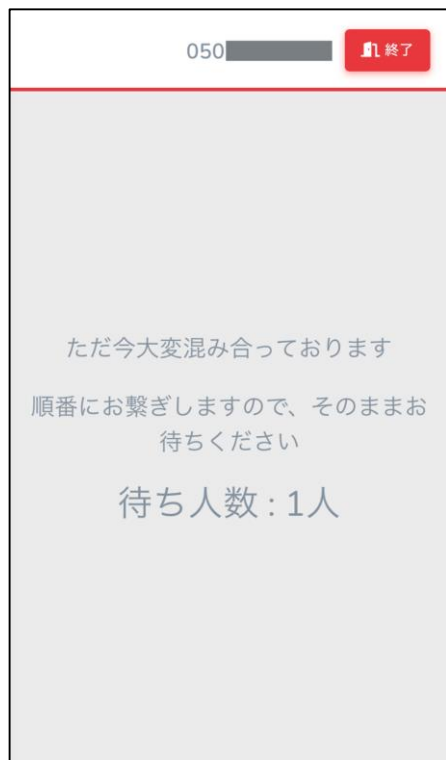 050
終了
ただ今大変混み合っております
順番にお繋ぎしますので、そのままお
待ちください
待ち人数 : 1人